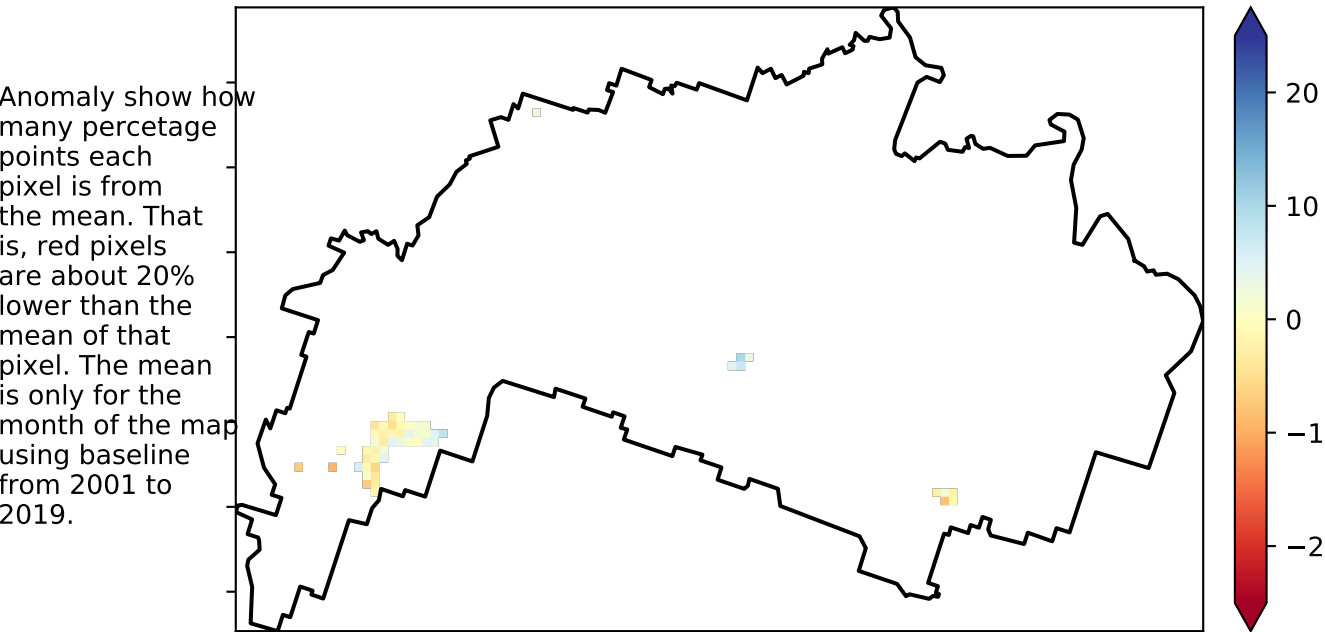 Anomaly show how
many percetage
points each
pixel is from
the mean. That
is, red pixels
are about 20%
lower than the
mean of that
pixel. The mean
is only for the
month of the map
using baseline
from 2001 to
2019.
20
10
0
−1
−2